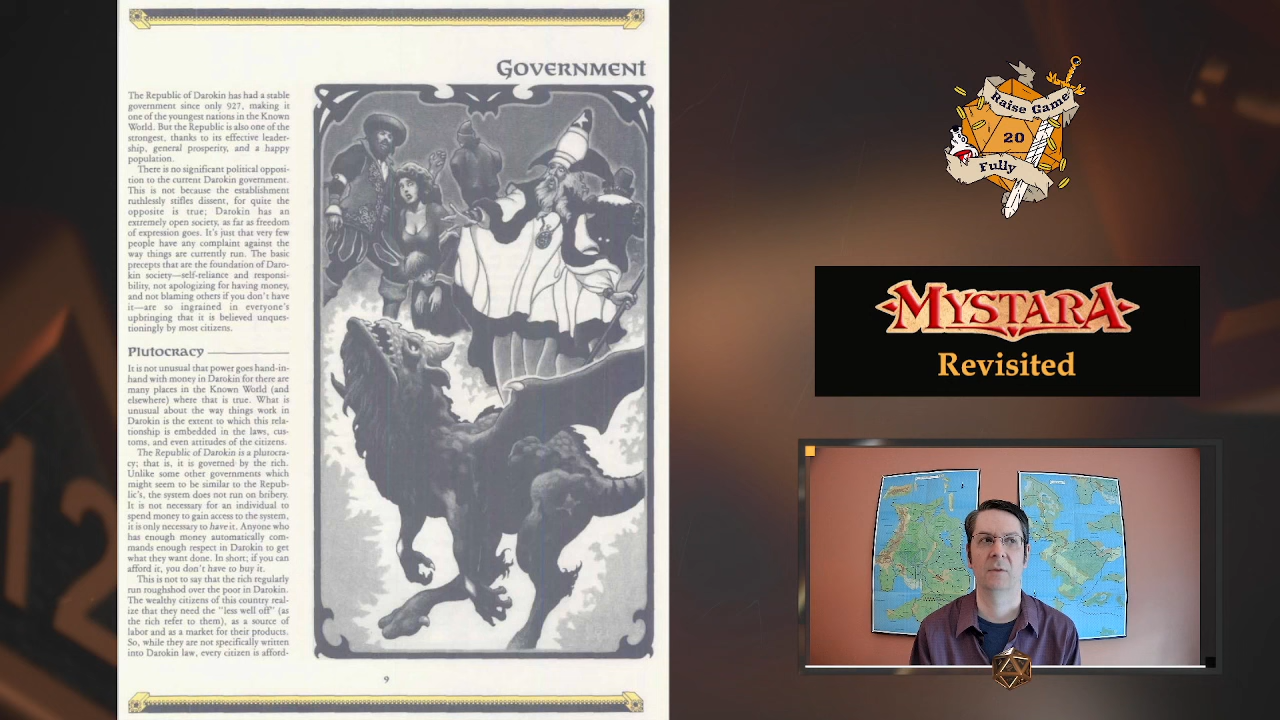 Government
The Republic of Darokin has had a stable
government since only 927, making it
one of the youngest nations in the Known
World. But the Republic is also one of the
strongest, thanks to its effective leader-
ship, general prosperity, and a happy
population.
There is no significant political opposi-
tion to the current Darokin government.
This is not because the establishment
ruthlessly stifles dissent, for quite the
opposite is true; Darokin has an
extremely open society, as far as freedom
of expression goes. It's just that very few
people have any complaint against the
way things are currently run. The basic
precepts that are the foundation of Daro-
kin society—self-reliance and responsi-
bility, not apologizing for having money,
and not blaming others if you don't have
it—are so ingrained in everyone's
upbringing that it is believed unques-
tioningly by most citizens.
Plutocracy
It is not unusual that power goes hand-in-
hand with money in Darokin for there are
many places in the Known World (and
elsewhere) where that is true. What is
unusual about the way things work in
Darokin is the extent to which this rela-
tionship is embedded in the laws, cus-
toms, and even attitudes of the citizens.
The Republic of Darokin is a plutocra-
cy; that is, it is governed by the rich.
Unlike some other governments which
might seem to be similar to the Repub-
lic's, the system does not run on bribery.
It is not necessary for an individual to
spend money to gain access to the system,
it is only necessary to have it. Anyone who
has enough money automatically com-
mands enough respect in Darokin to get
what they want done. In short; if you can
afford it, you don't have to buy it.
This is not to say that the rich regularly
run roughshod over the poor in Darokin.
The wealthy citizens of this country real-
ize that they need the "less well off" (as
the rich refer to them), as a source of
labor and as a market for their products.
So, while they are not specifically written
into Darokin law, every citizen is afford-
9
Raise Game
20
Fully
MYSTARA
Revisited
12